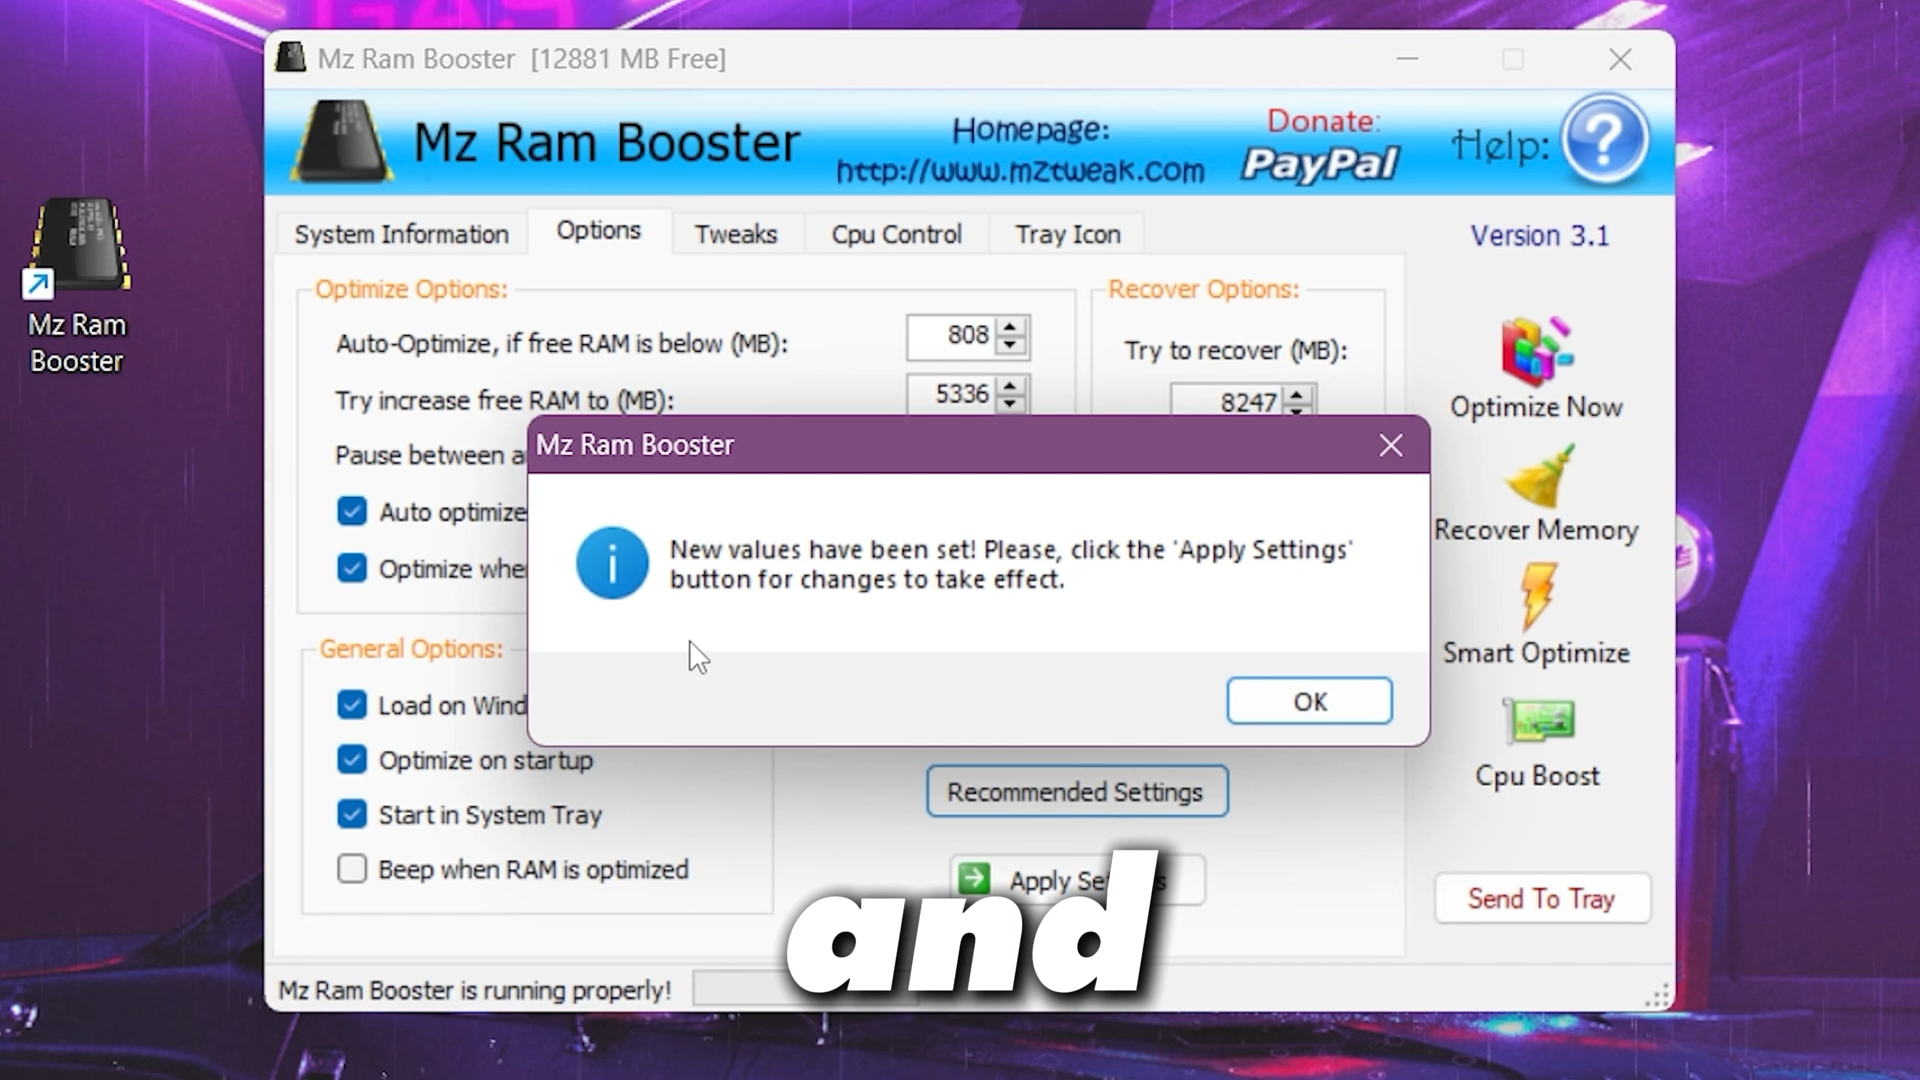 Mz Ram Booster [12881 MB Free]
Mz Ram Booster
Homepage:
http://www.mztweak.com
Donate:
PayPal
Help:
Mz Ram
Booster
System Information
Options
Tweaks
Cpu Control
Tray Icon
Version 3.1
Optimize Options:
Auto-Optimize, if free RAM is below (MB):
808
Try increase free RAM to (MB):
5336
Pause between
Auto optimize
Optimize
Recover Options:
Try to recover (MB):
8247
Mz Ram Booster
New values have been set! Please, click the 'Apply Settings'
button for changes to take effect.
OK
General Options:
Load on
Optimize on startup
Start in System Tray
Beep when RAM is optimized
Recommended Settings
Apply
and
Optimize Now
Recover Memory
Smart Optimize
Cpu Boost
Send To Tray
Mz Ram Booster is running properly!